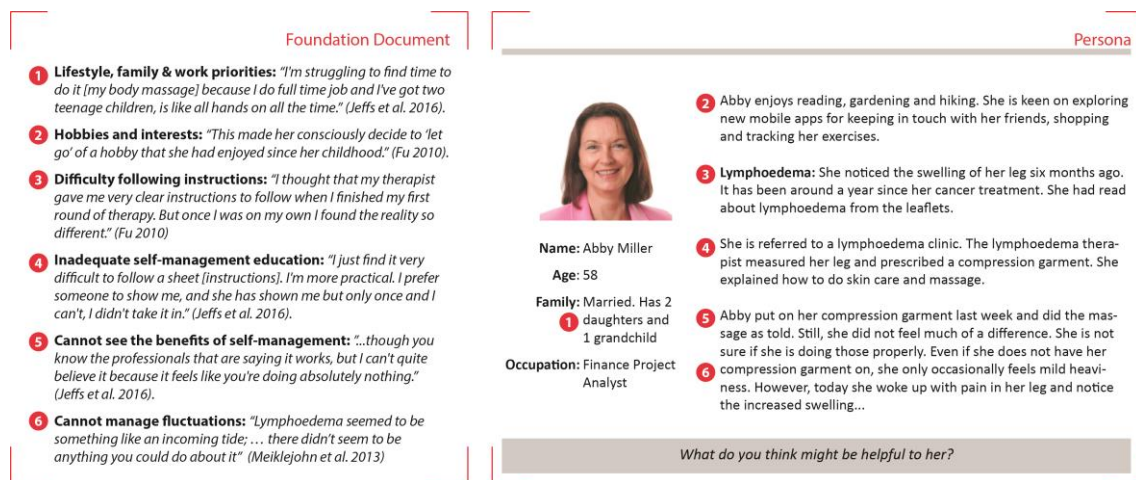 Foundation Document
1 Lifestyle, family & work priorities: “I'm struggling to find time to
do it [my body massage] because I do full time job and I've got two
teenage children, is like all hands on all the time.” (Jeffs et al. 2016).
2 Hobbies and interests: “This made her consciously decide to ‘let
go’ of a hobby that she had enjoyed since her childhood.” (Fu 2010).
3 Difficulty following instructions: “I thought that my therapist
gave me very clear instructions to follow when I finished my first
round of therapy. But once I was on my own I found the reality so
different.” (Fu 2010)
4 Inadequate self-management education: “I just find it very
difficult to follow a sheet [instructions]. I'm more practical. I prefer
someone to show me, and she has shown me but only once and I
can't, I didn't take it in.” (Jeffs et al. 2016).
5 Cannot see the benefits of self-management: “...though you
know the professionals that are saying it works, but I can't quite
believe it because it feels like you're doing absolutely nothing.”
(Jeffs et al. 2016).
6 Cannot manage fluctuations: “Lymphoedema seemed to be
something like an incoming tide; … there didn't seem to be
anything you could do about it” (Meiklejohn et al. 2013)
Persona
Name: Abby Miller
Age: 58
Family: Married. Has 2
1 daughters and
1 grandchild
Occupation: Finance Project
Analyst
2 Abby enjoys reading, gardening and hiking. She is keen on exploring
new mobile apps for keeping in touch with her friends, shopping
and tracking her exercises.
3 Lymphoedema: She noticed the swelling of her leg six months ago.
It has been around a year since her cancer treatment. She had read
about lymphoedema from the leaflets.
4 She is referred to a lymphoedema clinic. The lymphoedema thera-
pist measured her leg and prescribed a compression garment. She
explained how to do skin care and massage.
5 Abby put on her compression garment last week and did the mas-
sage as told. Still, she did not feel much of a difference. She is not
sure if she is doing those properly. Even if she does not have her
6 compression garment on, she only occasionally feels mild heavi-
ness. However, today she woke up with pain in her leg and notice
the increased swelling...
What do you think might be helpful to her?